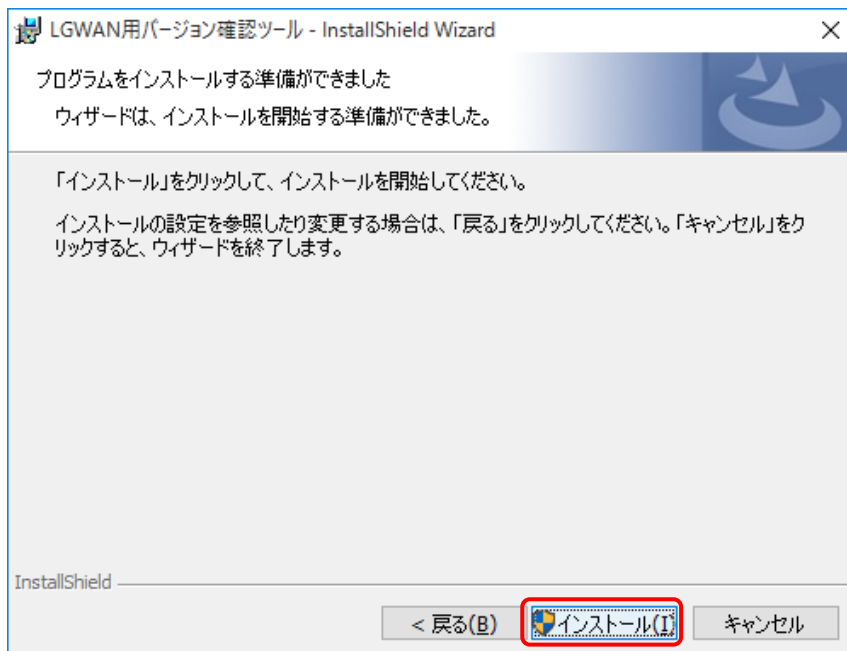 LGWAN用バージョン確認ツール - InstallShield Wizard
プログラムをインストールする準備ができました
ウィザードは、インストールを開始する準備ができました。
「インストール」をクリックして、インストールを開始してください。
インストールの設定を参照したり変更する場合は、「戻る」をクリックしてください。「キャンセル」をク
リックすると、ウィザードを終了します。
InstallShield
< 戻る(B) インストール(I) キャンセル